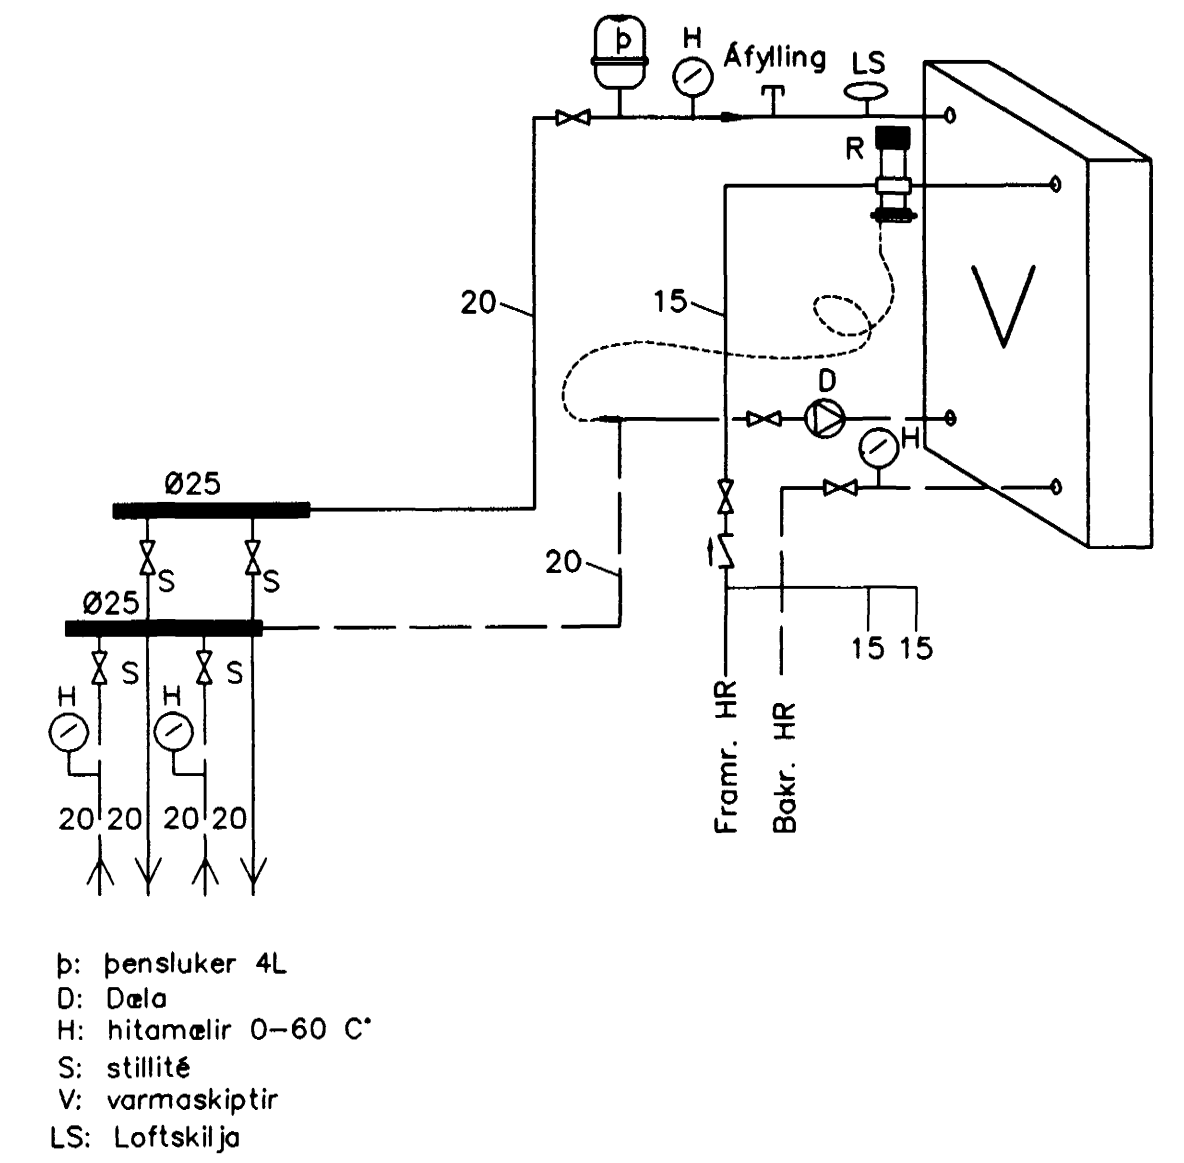 þ
H
Áfylling
LS
R
V
20
15
D
H
Ø25
S
S
20
Ø25
S
S
H
H
15 15
20 20 20 20
Framr. HR
Bakr. HR
þ: þensluker 4L
D: Dæla
H: hitamælir 0–60 C°
S: stillité
V: varmaskiptir
LS: Loftskilja